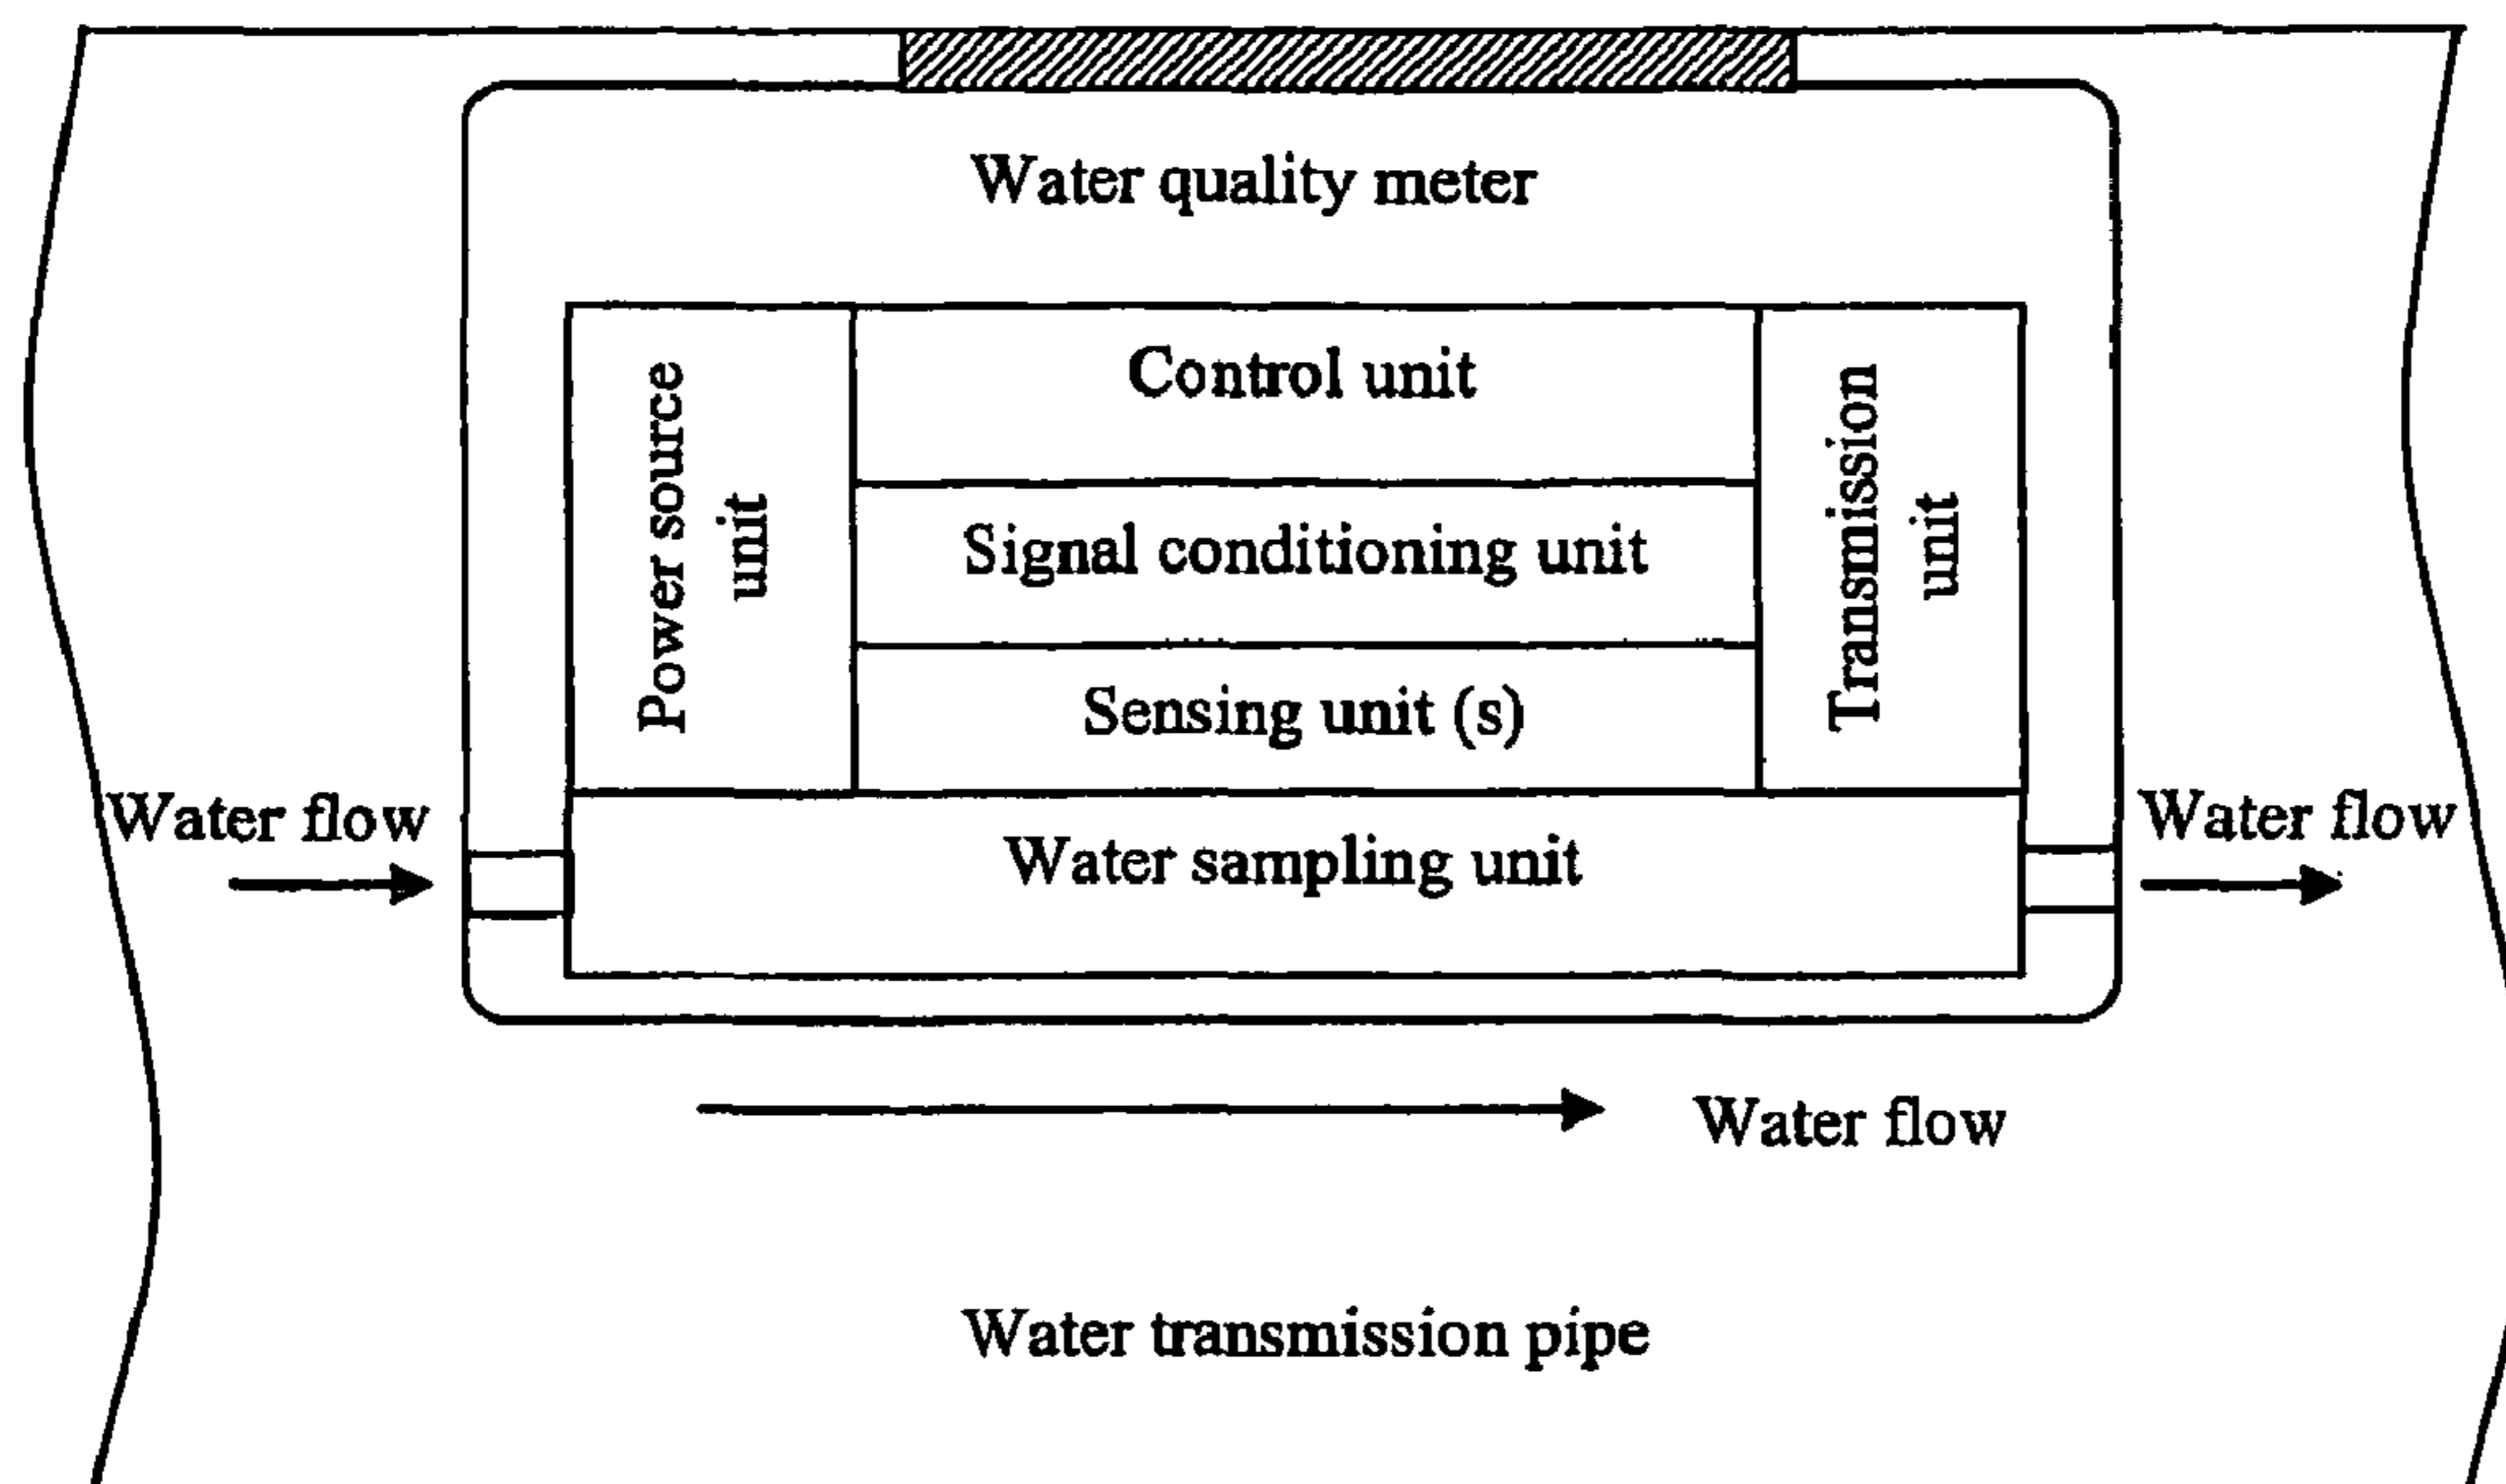 Water quality meter
Power source
unit
Control unit
Signal conditioning unit
Sensing unit (s)
Transmission
unit
Water flow
Water sampling unit
Water flow
Water flow
Water transmission pipe